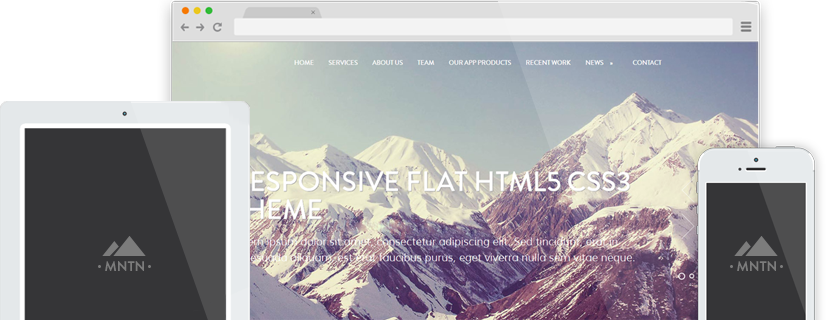 HOME SERVICES ABOUT US TEAM OUR APP PRODUCTS RECENT WORK NEWS CONTACT
ESPONSIVE FLAT HTML5 CSS3
HEME
dolor sit amet, consectetur adipiscing elit. Sed tincidunt, erat in
aliquam, est erat faucibus purus, eget viverra nulla sem vitae neque.
· MNTN ·
· MNTN ·